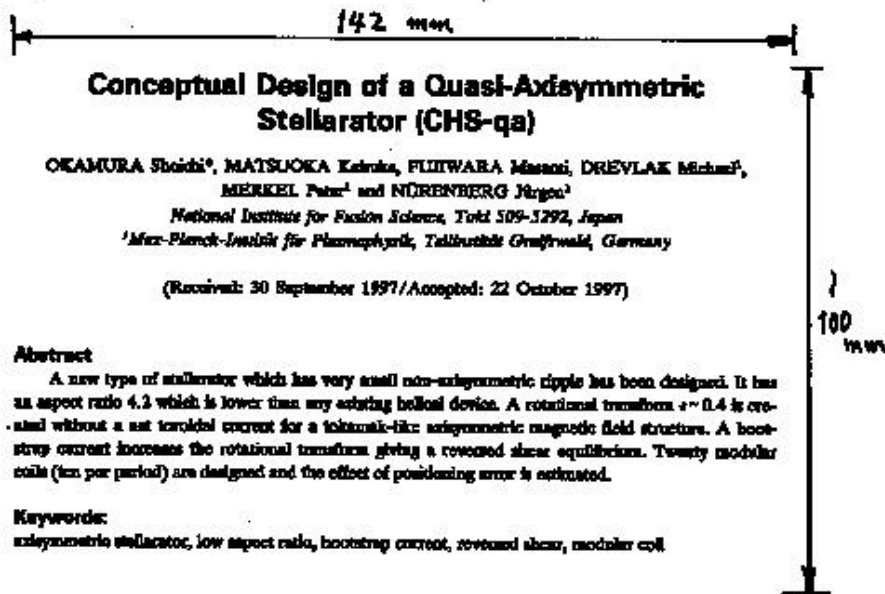 142 mm
Conceptual Design of a Quasi-Axisymmetric
Stellarator (CHS-qa)
OKAMURA Shoichi*, MATSUOKA Keisuke, FUJIWARA Masami, DREVLAK Michael¹,
MERKEL Peter¹ and NÜRENBERG Jürgen¹
National Institute for Fusion Science, Toki 509-5292, Japan
¹Max-Planck-Institut für Plasmaphysik, Teilinstitut Greifswald, Germany
(Received: 30 September 1997/Accepted: 22 October 1997)
100
mm
Abstract
A new type of stellarator which has very small non-axisymmetric ripple has been designed. It has
an aspect ratio 4.2 which is lower than any existing helical device. A rotational transform ι ~ 0.4 is cre-
ated without a net toroidal current for a tokamak-like axisymmetric magnetic field structure. A boot-
strap current increases the rotational transform giving a reversed shear equilibrium. Twenty modular
coils (ten per period) are designed and the effect of positioning error is estimated.
Keywords:
axisymmetric stellarator, low aspect ratio, bootstrap current, reversed shear, modular coil